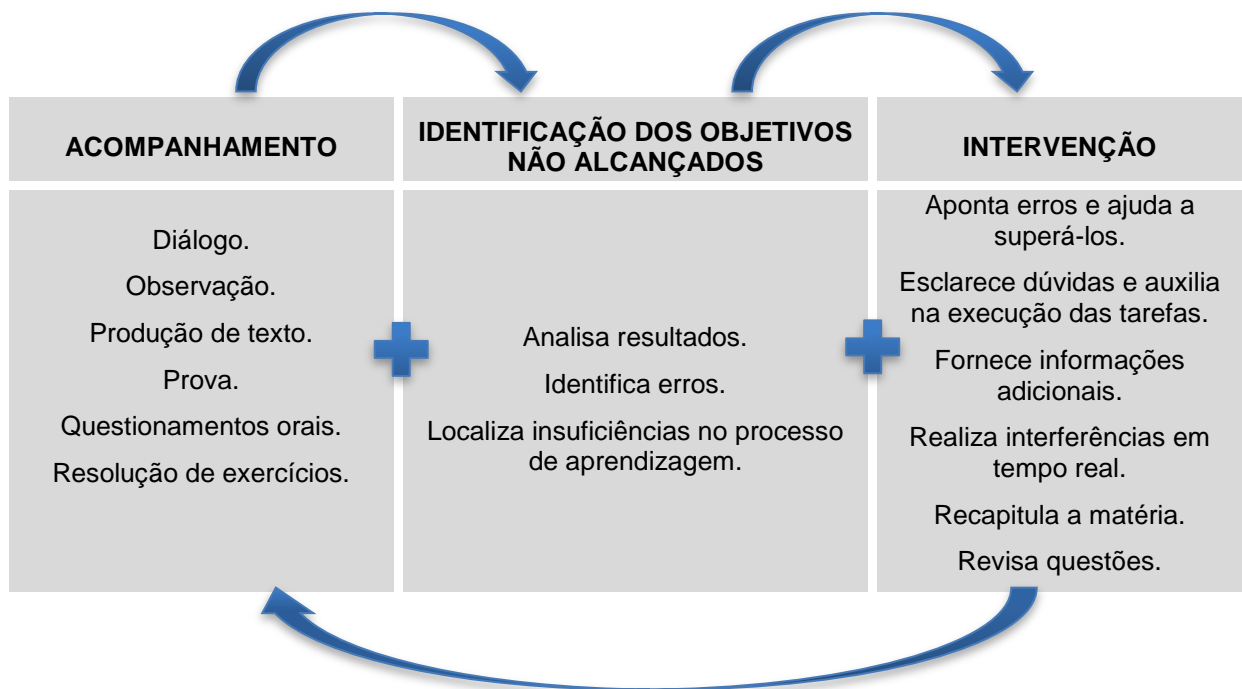 ACOMPANHAMENTO
IDENTIFICAÇÃO DOS OBJETIVOS
NÃO ALCANÇADOS
INTERVENÇÃO
Diálogo.
Observação.
Produção de texto.
Prova.
Questionamentos orais.
Resolução de exercícios.
Analisa resultados.
Identifica erros.
Localiza insuficiências no processo
de aprendizagem.
Aponta erros e ajuda a
superá-los.
Esclarece dúvidas e auxilia
na execução das tarefas.
Fornece informações
adicionais.
Realiza interferências em
tempo real.
Recapitula a matéria.
Revisa questões.